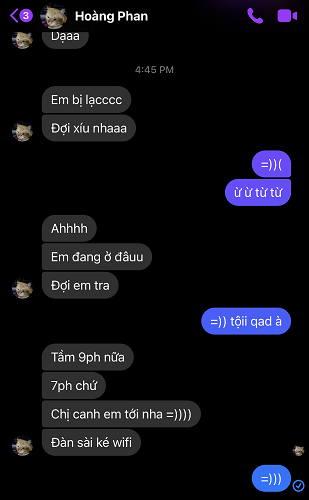 3
Hoàng Phan
Dạaa
4:45 PM
Em bị lạcccc
Đợi xíu nhaaa
=))(
ừ ừ từ từ
Ahhhh
Em đang ở đâuu
Đợi em tra
=)) tộii qad à
Tầm 9ph nữa
7ph chứ
Chị canh em tới nha =))))
Đàn sài ké wifi
=)))